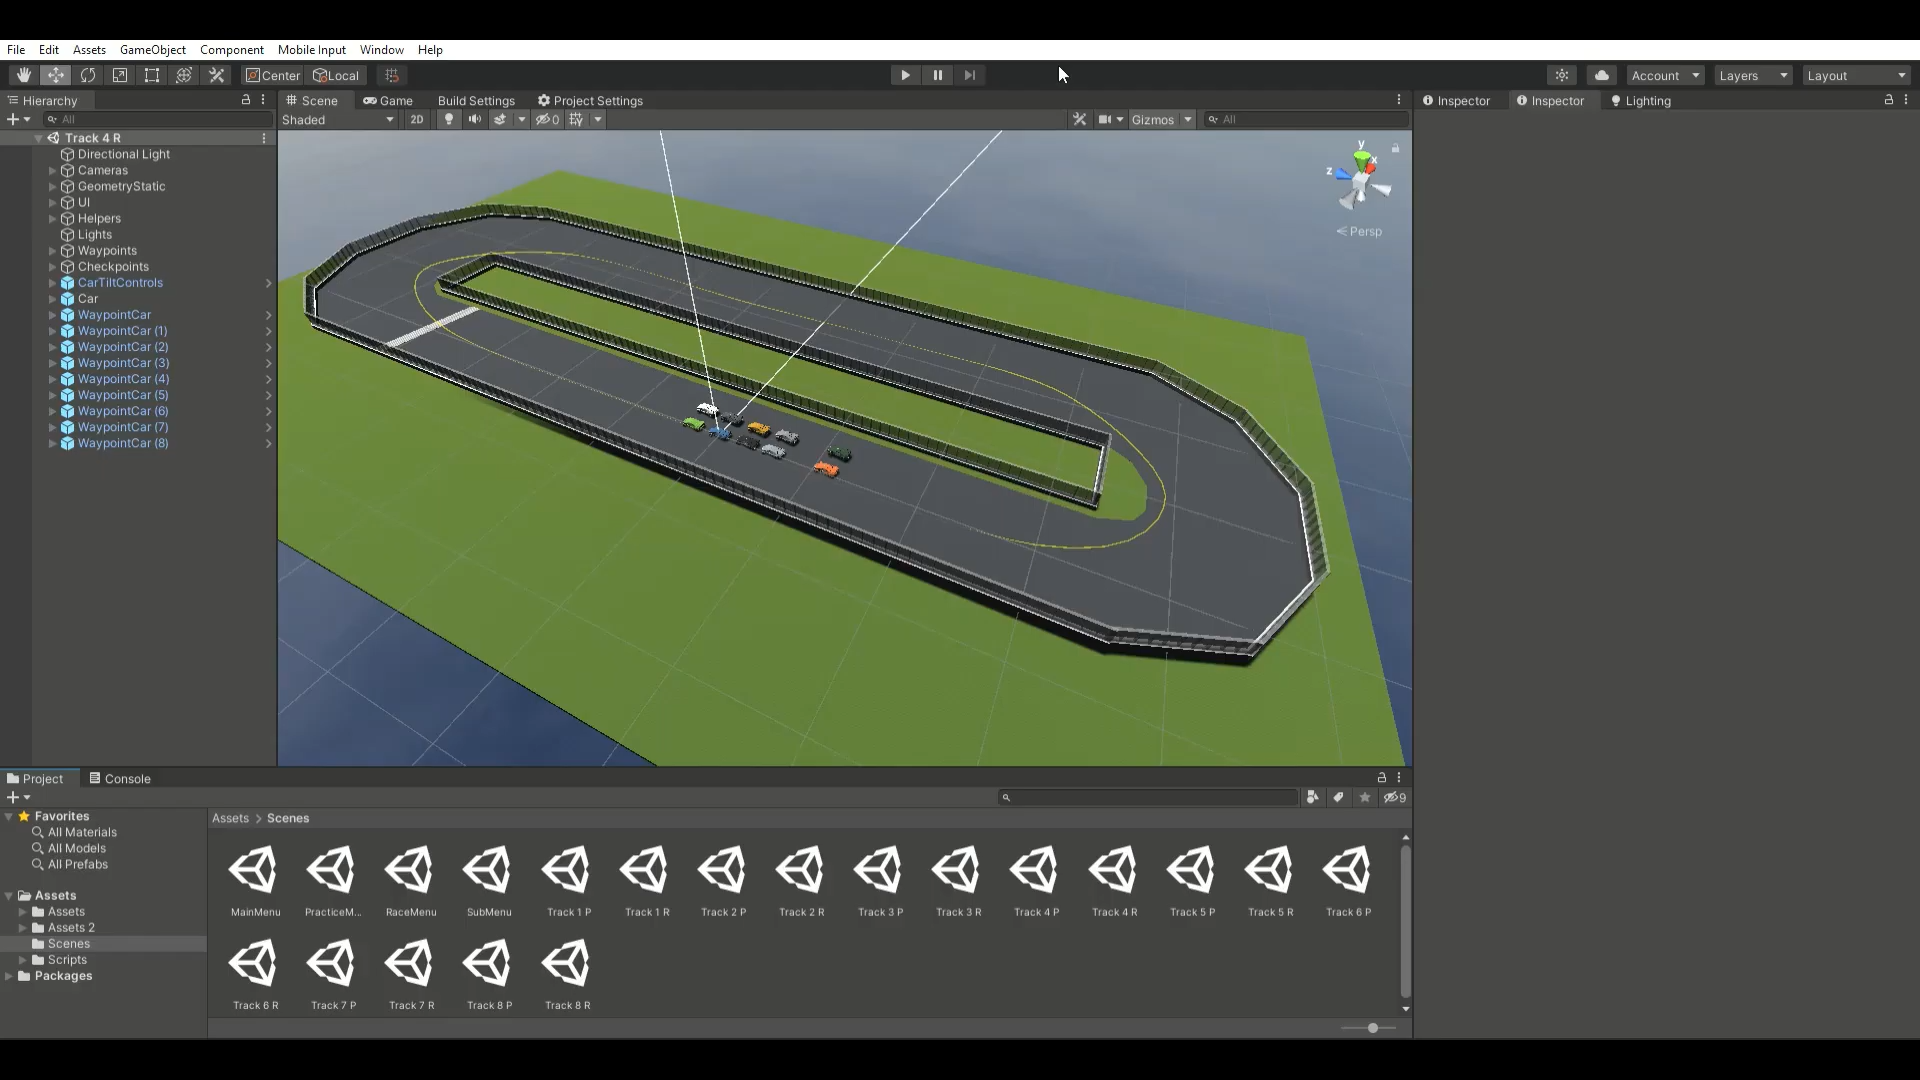 File Edit Assets GameObject Component Mobile Input Window Help
Center Local Account Layers Layout
Hierarchy Scene Game Build Settings Project Settings Inspector Inspector Lighting
All Shaded 2D 0 Gizmos All
Track 4 R
Directional Light
Cameras
GeometryStatic
UI
Helpers
Lights
Waypoints
Checkpoints
CarTiltControls
Car
WaypointCar
WaypointCar (1)
WaypointCar (2)
WaypointCar (3)
WaypointCar (4)
WaypointCar (5)
WaypointCar (6)
WaypointCar (7)
WaypointCar (8)
y
x
z
Persp
Project Console
9
Favorites
All Materials
All Models
All Prefabs
Assets
Assets
Assets 2
Scenes
Scripts
Packages
Assets > Scenes
MainMenu PracticeM... RaceMenu SubMenu Track 1 P Track 1 R Track 2 P Track 2 R Track 3 P Track 3 R Track 4 P Track 4 R Track 5 P Track 5 R Track 6 P
Track 6 R Track 7 P Track 7 R Track 8 P Track 8 R